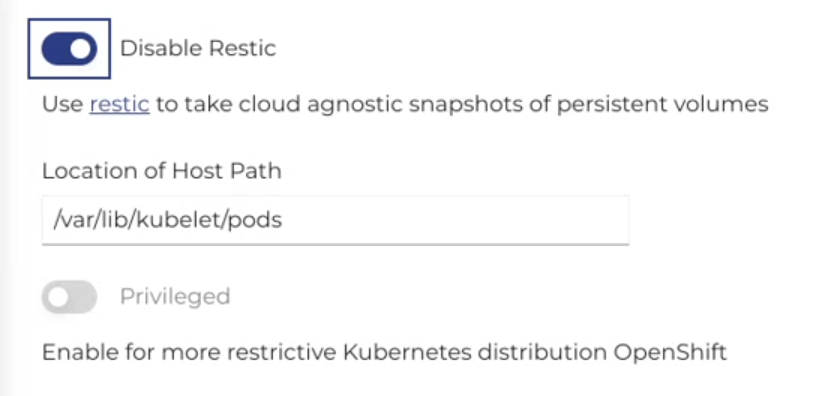 Disable Restic
Use restic to take cloud agnostic snapshots of persistent volumes
Location of Host Path
/var/lib/kubelet/pods
Privileged
Enable for more restrictive Kubernetes distribution OpenShift